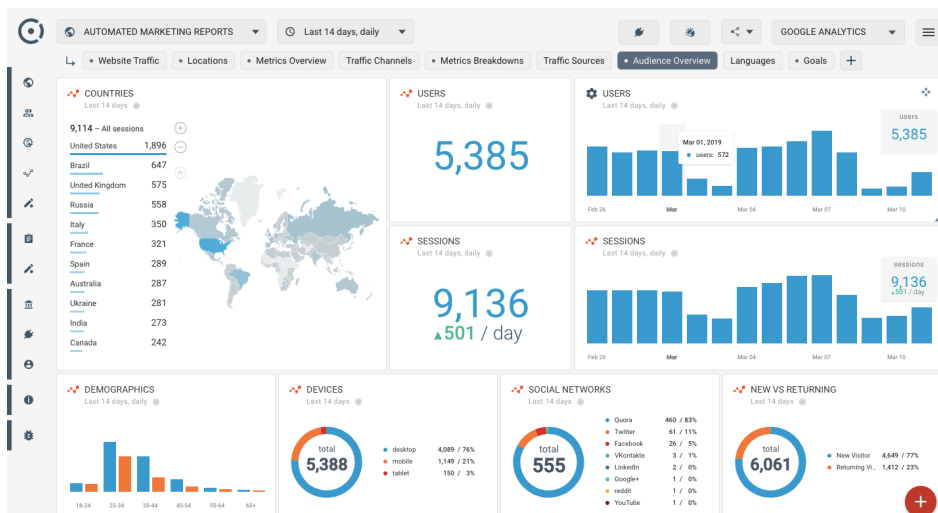 AUTOMATED MARKETING REPORTS
Last 14 days, daily
GOOGLE ANALYTICS
• Website Traffic
• Locations
• Metrics Overview
Traffic Channels
• Metrics Breakdowns
Traffic Sources
• Audience Overview
Languages
• Goals
+
COUNTRIES
Last 14 days
9,114 – All sessions
United States 1,896
Brazil 647
United Kingdom 575
Russia 558
Italy 350
France 321
Spain 289
Australia 287
Ukraine 281
India 273
Canada 242
USERS
Last 14 days, daily
5,385
USERS
Last 14 days, daily
users
5,385
Mar 01, 2019
users: 572
Feb 26 Mar Mar 04 Mar 07 Mar 10
SESSIONS
Last 14 days, daily
9,136
▲501 / day
SESSIONS
Last 14 days, daily
sessions
9,136
▲501 / day
Feb 26 Mar Mar 04 Mar 07 Mar 10
DEMOGRAPHICS
Last 14 days, daily
18-24 25-34 35-44 45-54 55-64 65+
DEVICES
Last 14 days
total
5,388
desktop 4,089 / 76%
mobile 1,149 / 21%
tablet 150 / 3%
SOCIAL NETWORKS
Last 14 days
total
555
Quora 460 / 83%
Twitter 61 / 11%
Facebook 26 / 5%
VKontakte 3 / 1%
LinkedIn 2 / 0%
Google+ 1 / 0%
reddit 1 / 0%
YouTube 1 / 0%
NEW VS RETURNING
Last 14 days
total
6,061
New Visitor 4,649 / 77%
Returning Vi... 1,412 / 23%
+